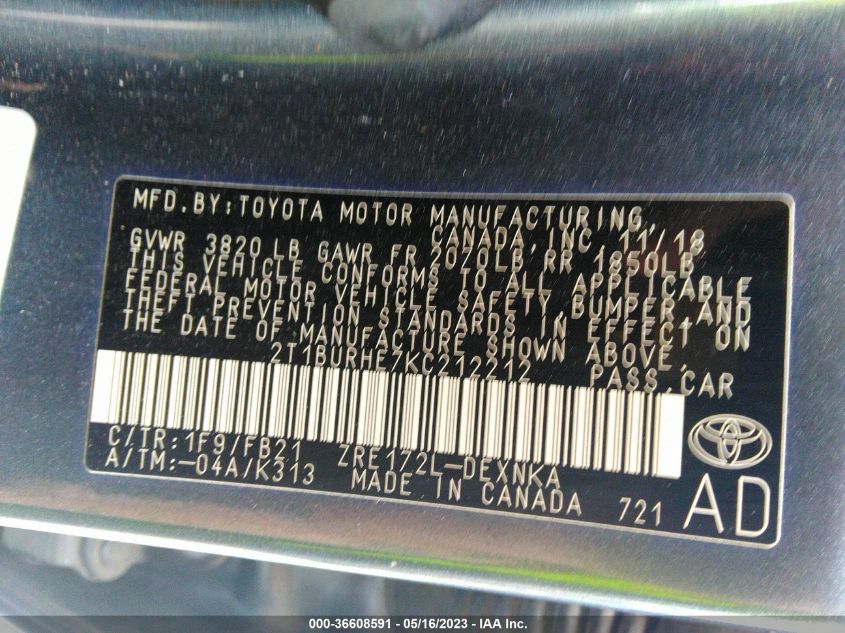 MFD.BY:TOYOTA MOTOR MANUFACTURING,
CANADA, INC. 11/18
GVWR 3820 LB GAWR FR 2020LB RR 1850LB
THIS VEHICLE CONFORMS TO ALL APPLICABLE
FEDERAL MOTOR VEHICLE SAFETY, BUMPER AND
THEFT PREVENTION STANDARDS IN EFFECT ON
THE DATE OF MANUFACTURE SHOWN ABOVE.
2T1BURHE7KC212212 PASS.CAR
C/TR:1F9/FB21 ZRE172L-DEXNKA
A/TM:-04A/K313 MADE IN CANADA 721
AD
000-36608591 - 05/16/2023 - IAA Inc.